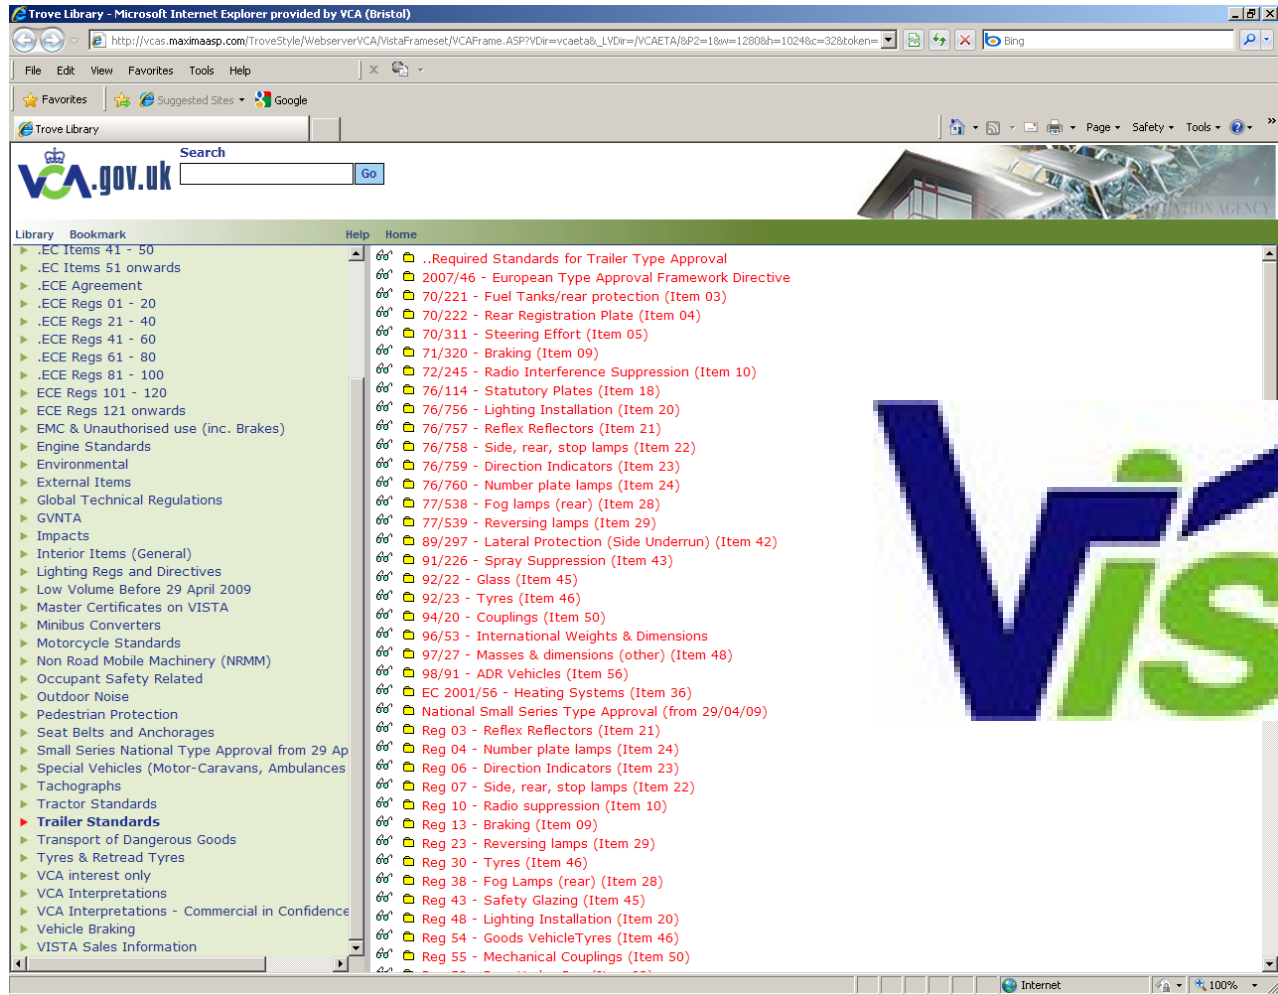 Trove Library - Microsoft Internet Explorer provided by VCA (Bristol)
http://vcas.maximaasp.com/TroveStyle/WebserverVCA/VistaFrameset/VCAFrame.ASP?VDir=vcaeta&_LVDir=/VCAETA/&P2=1&w=1280&h=1024&c=32&token=
Bing
File Edit View Favorites Tools Help
Favorites Suggested Sites Google
Trove Library
Page Safety Tools
VCA.gov.uk
Search
Go
Library Bookmark Help Home
.EC Items 41 - 50
.EC Items 51 onwards
.ECE Agreement
.ECE Regs 01 - 20
.ECE Regs 21 - 40
.ECE Regs 41 - 60
.ECE Regs 61 - 80
.ECE Regs 81 - 100
ECE Regs 101 - 120
ECE Regs 121 onwards
EMC & Unauthorised use (inc. Brakes)
Engine Standards
Environmental
External Items
Global Technical Regulations
GVNTA
Impacts
Interior Items (General)
Lighting Regs and Directives
Low Volume Before 29 April 2009
Master Certificates on VISTA
Minibus Converters
Motorcycle Standards
Non Road Mobile Machinery (NRMM)
Occupant Safety Related
Outdoor Noise
Pedestrian Protection
Seat Belts and Anchorages
Small Series National Type Approval from 29 Ap
Special Vehicles (Motor-Caravans, Ambulances
Tachographs
Tractor Standards
Trailer Standards
Transport of Dangerous Goods
Tyres & Retread Tyres
VCA interest only
VCA Interpretations
VCA Interpretations - Commercial in Confidence
Vehicle Braking
VISTA Sales Information
..Required Standards for Trailer Type Approval
2007/46 - European Type Approval Framework Directive
70/221 - Fuel Tanks/rear protection (Item 03)
70/222 - Rear Registration Plate (Item 04)
70/311 - Steering Effort (Item 05)
71/320 - Braking (Item 09)
72/245 - Radio Interference Suppression (Item 10)
76/114 - Statutory Plates (Item 18)
76/756 - Lighting Installation (Item 20)
76/757 - Reflex Reflectors (Item 21)
76/758 - Side, rear, stop lamps (Item 22)
76/759 - Direction Indicators (Item 23)
76/760 - Number plate lamps (Item 24)
77/538 - Fog lamps (rear) (Item 28)
77/539 - Reversing lamps (Item 29)
89/297 - Lateral Protection (Side Underrun) (Item 42)
91/226 - Spray Suppression (Item 43)
92/22 - Glass (Item 45)
92/23 - Tyres (Item 46)
94/20 - Couplings (Item 50)
96/53 - International Weights & Dimensions
97/27 - Masses & dimensions (other) (Item 48)
98/91 - ADR Vehicles (Item 56)
EC 2001/56 - Heating Systems (Item 36)
National Small Series Type Approval (from 29/04/09)
Reg 03 - Reflex Reflectors (Item 21)
Reg 04 - Number plate lamps (Item 24)
Reg 06 - Direction Indicators (Item 23)
Reg 07 - Side, rear, stop lamps (Item 22)
Reg 10 - Radio suppression (Item 10)
Reg 13 - Braking (Item 09)
Reg 23 - Reversing lamps (Item 29)
Reg 30 - Tyres (Item 46)
Reg 38 - Fog Lamps (rear) (Item 28)
Reg 43 - Safety Glazing (Item 45)
Reg 48 - Lighting Installation (Item 20)
Reg 54 - Goods VehicleTyres (Item 46)
Reg 55 - Mechanical Couplings (Item 50)
Vis
Internet 100%